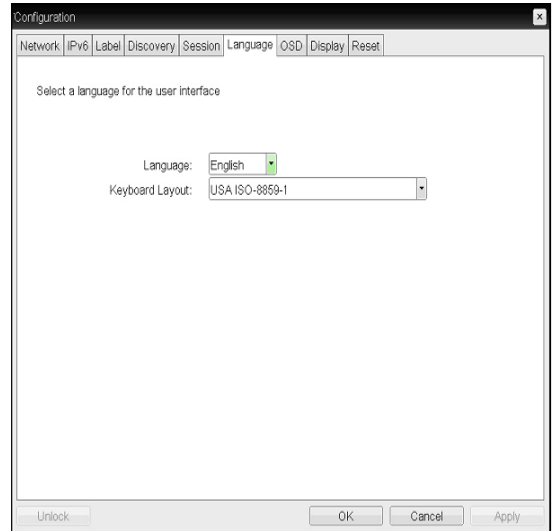 Configuration
Network IPv6 Label Discovery Session Language OSD Display Reset
Select a language for the user interface
Language: English
Keyboard Layout: USA ISO-8859-1
Unlock OK Cancel Apply